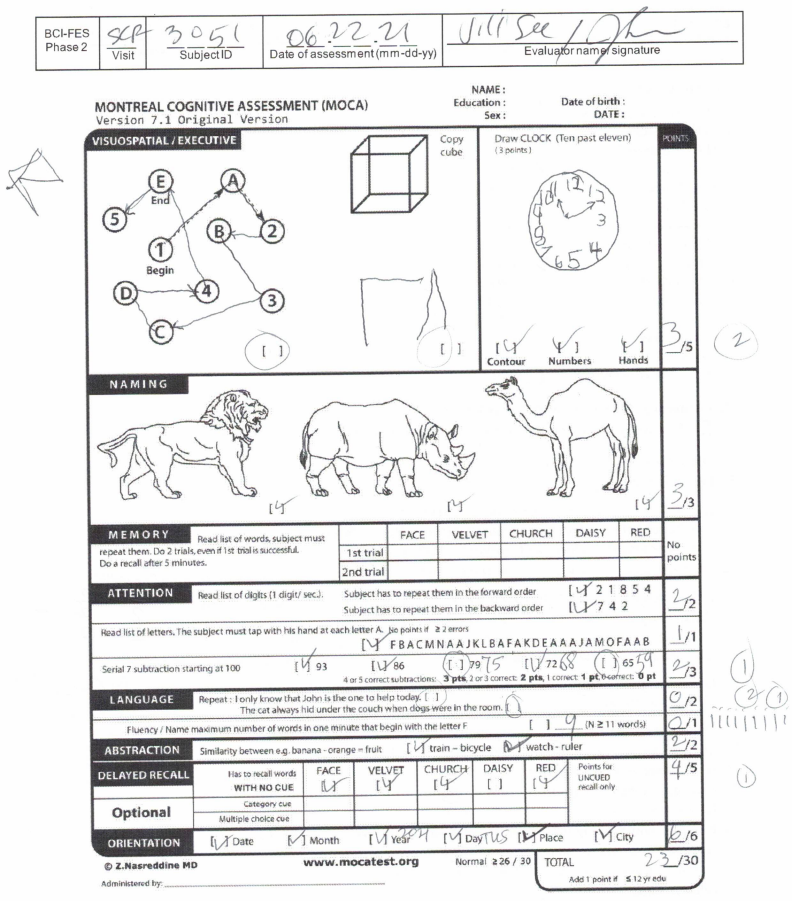 BCI-FES Phase 2
SCP Visit
3051 Subject ID
06.22.21 Date of assessment (mm-dd-yy)
Jill See / Evaluator name/signature
NAME :
MONTREAL COGNITIVE ASSESSMENT (MOCA) Education : Date of birth :
Version 7.1 Original Version Sex : DATE :
VISUOSPATIAL / EXECUTIVE Copy cube Draw CLOCK (Ten past eleven) (3 points) POINTS
E A
End
5 B 2
1
Begin
D 4 3
C
11 12 1 2 3 4 5 6
[ ] [ ] [✓] [✓] [✓] 3/5 2
Contour Numbers Hands
NAMING
[✓] [✓] [✓] 3/3
MEMORY Read list of words, subject must repeat them. Do 2 trials, even if 1st trial is successful. Do a recall after 5 minutes.
FACE VELVET CHURCH DAISY RED No points
1st trial
2nd trial
ATTENTION Read list of digits (1 digit/ sec.). Subject has to repeat them in the forward order [✓] 2 1 8 5 4
Subject has to repeat them in the backward order [✓] 7 4 2 2/2
Read list of letters. The subject must tap with his hand at each letter A. No points if ≥ 2 errors
[✓] FBACMNAAJKLBAFAKDEAAAJAMOFAAB 1/1
Serial 7 subtraction starting at 100 [✓] 93 [✓] 86 [ ] 79 75 [✓] 72 68 [ ] 65 59 2/3 1
4 or 5 correct subtractions: 3 pts, 2 or 3 correct: 2 pts, 1 correct: 1 pt, 0 correct: 0 pt
LANGUAGE Repeat : I only know that John is the one to help today. [ ]
The cat always hid under the couch when dogs were in the room. [ ] 0/2 2 1
Fluency / Name maximum number of words in one minute that begin with the letter F [ ] 9 (N ≥ 11 words) 0/1
ABSTRACTION Similarity between e.g. banana - orange = fruit [✓] train – bicycle [✓] watch - ruler 2/2
DELAYED RECALL Has to recall words WITH NO CUE FACE [✓] VELVET [✓] CHURCH [✓] DAISY [ ] RED [✓] Points for UNCUED recall only 4/5 1
Optional Category cue
Multiple choice cue
ORIENTATION [✓] Date [✓] Month [✓] Year [✓] Day TUS [✓] Place [✓] City 6/6
© Z.Nasreddine MD www.mocatest.org Normal ≥ 26 / 30 TOTAL 23/30
Administered by: Add 1 point if ≤ 12 yr edu